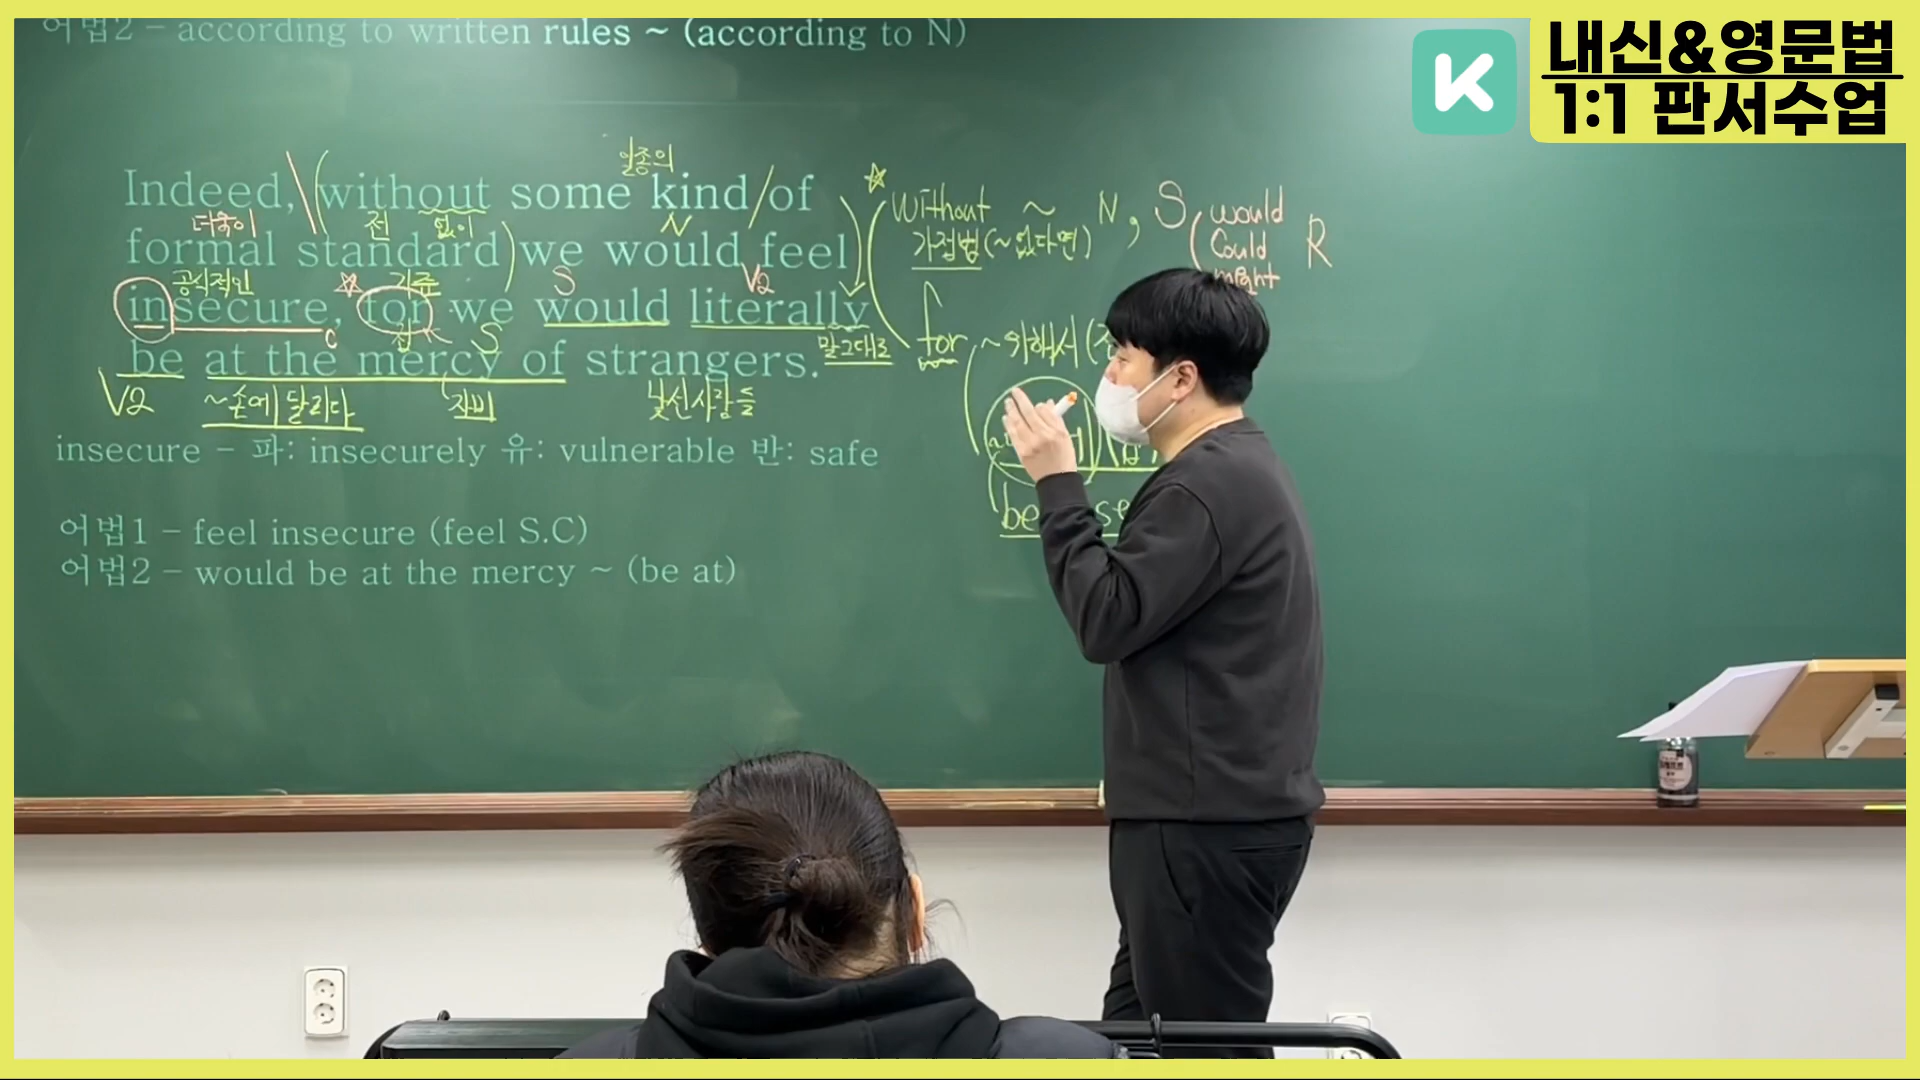 어법2 – according to written rules ~ (according to N)
K
내신&영문법
1:1 판서수업
일종의
Indeed, (without some kind/of
더욱이 전 없이 N
formal standard) we would feel
공식적인 기준 S V2
insecure, for we would literally
C 접 S 말그대로
be at the mercy of strangers.
V2 ~손에 달리다 자비 낯선사람들
insecure – 파: insecurely 유: vulnerable 반: safe
어법1 – feel insecure (feel S.C)
어법2 – would be at the mercy ~ (be at)
without ~ N, S would
가정법 (~없다면) could R
might
for ~위해서
be